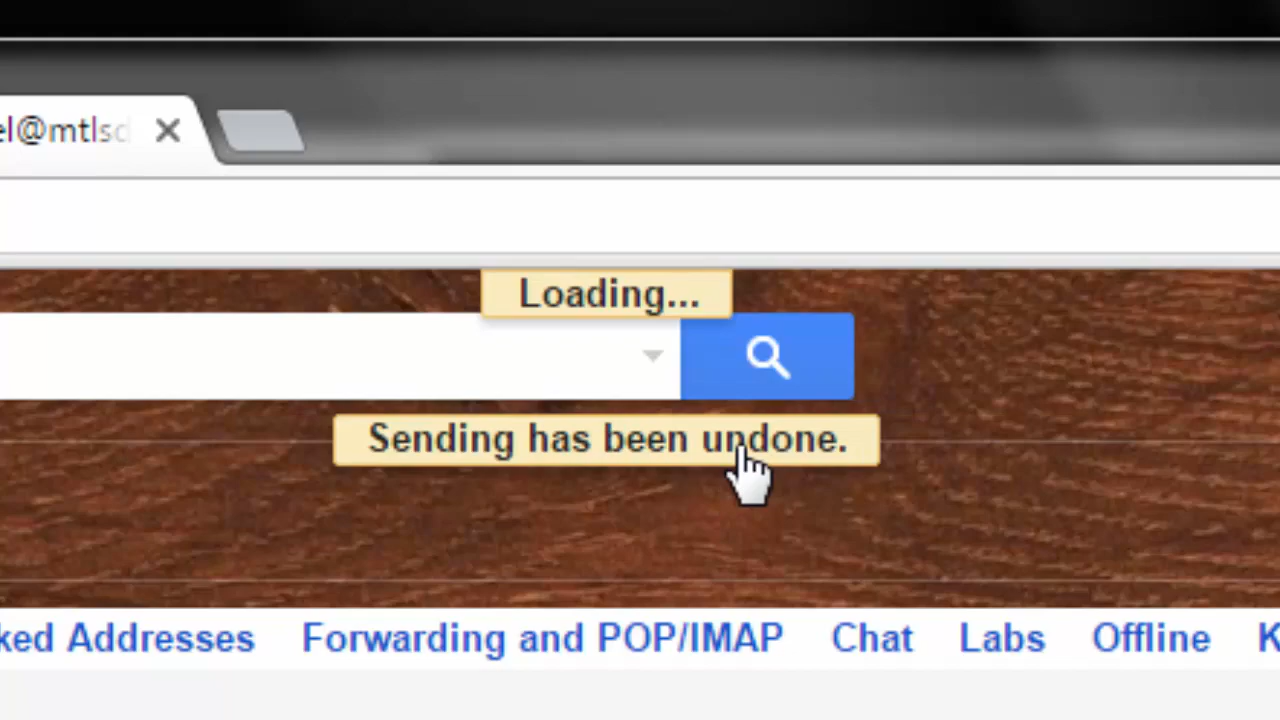 el@mtlsd
Loading...
Sending has been undone.
ked Addresses Forwarding and POP/IMAP Chat Labs Offline K